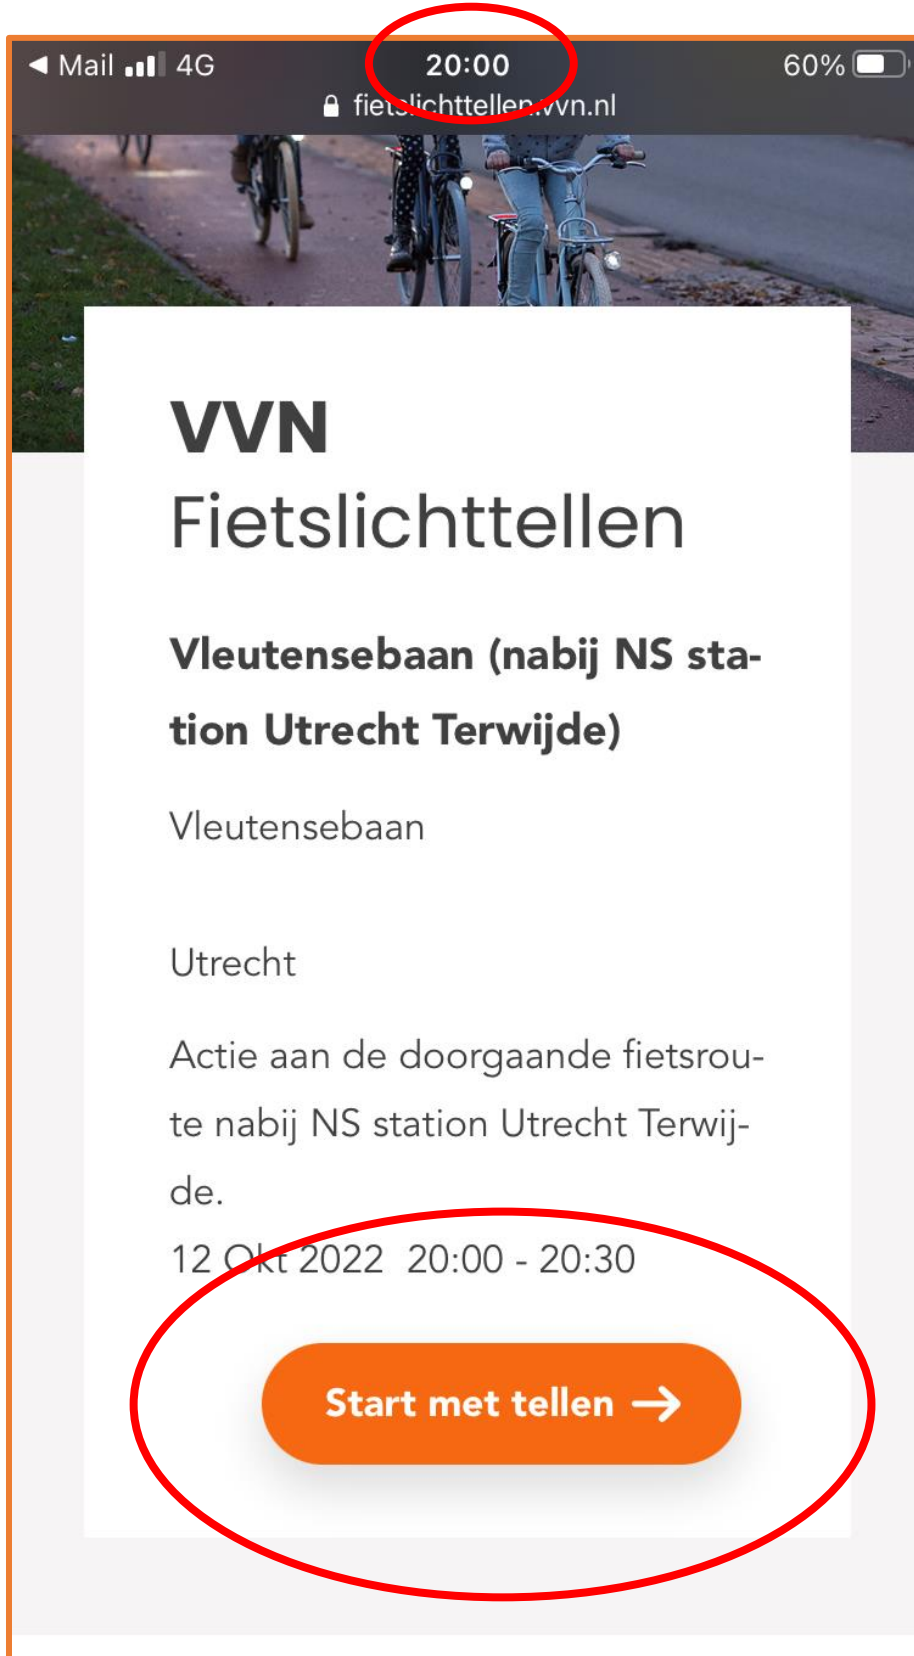 ◀ Mail 4G 20:00 60%
fietslichttellen.vvn.nl
VVN
Fietslichttellen
Vleutensebaan (nabij NS sta-
tion Utrecht Terwijde)
Vleutensebaan
Utrecht
Actie aan de doorgaande fietsrou-
te nabij NS station Utrecht Terwij-
de.
12 Okt 2022 20:00 - 20:30
Start met tellen →